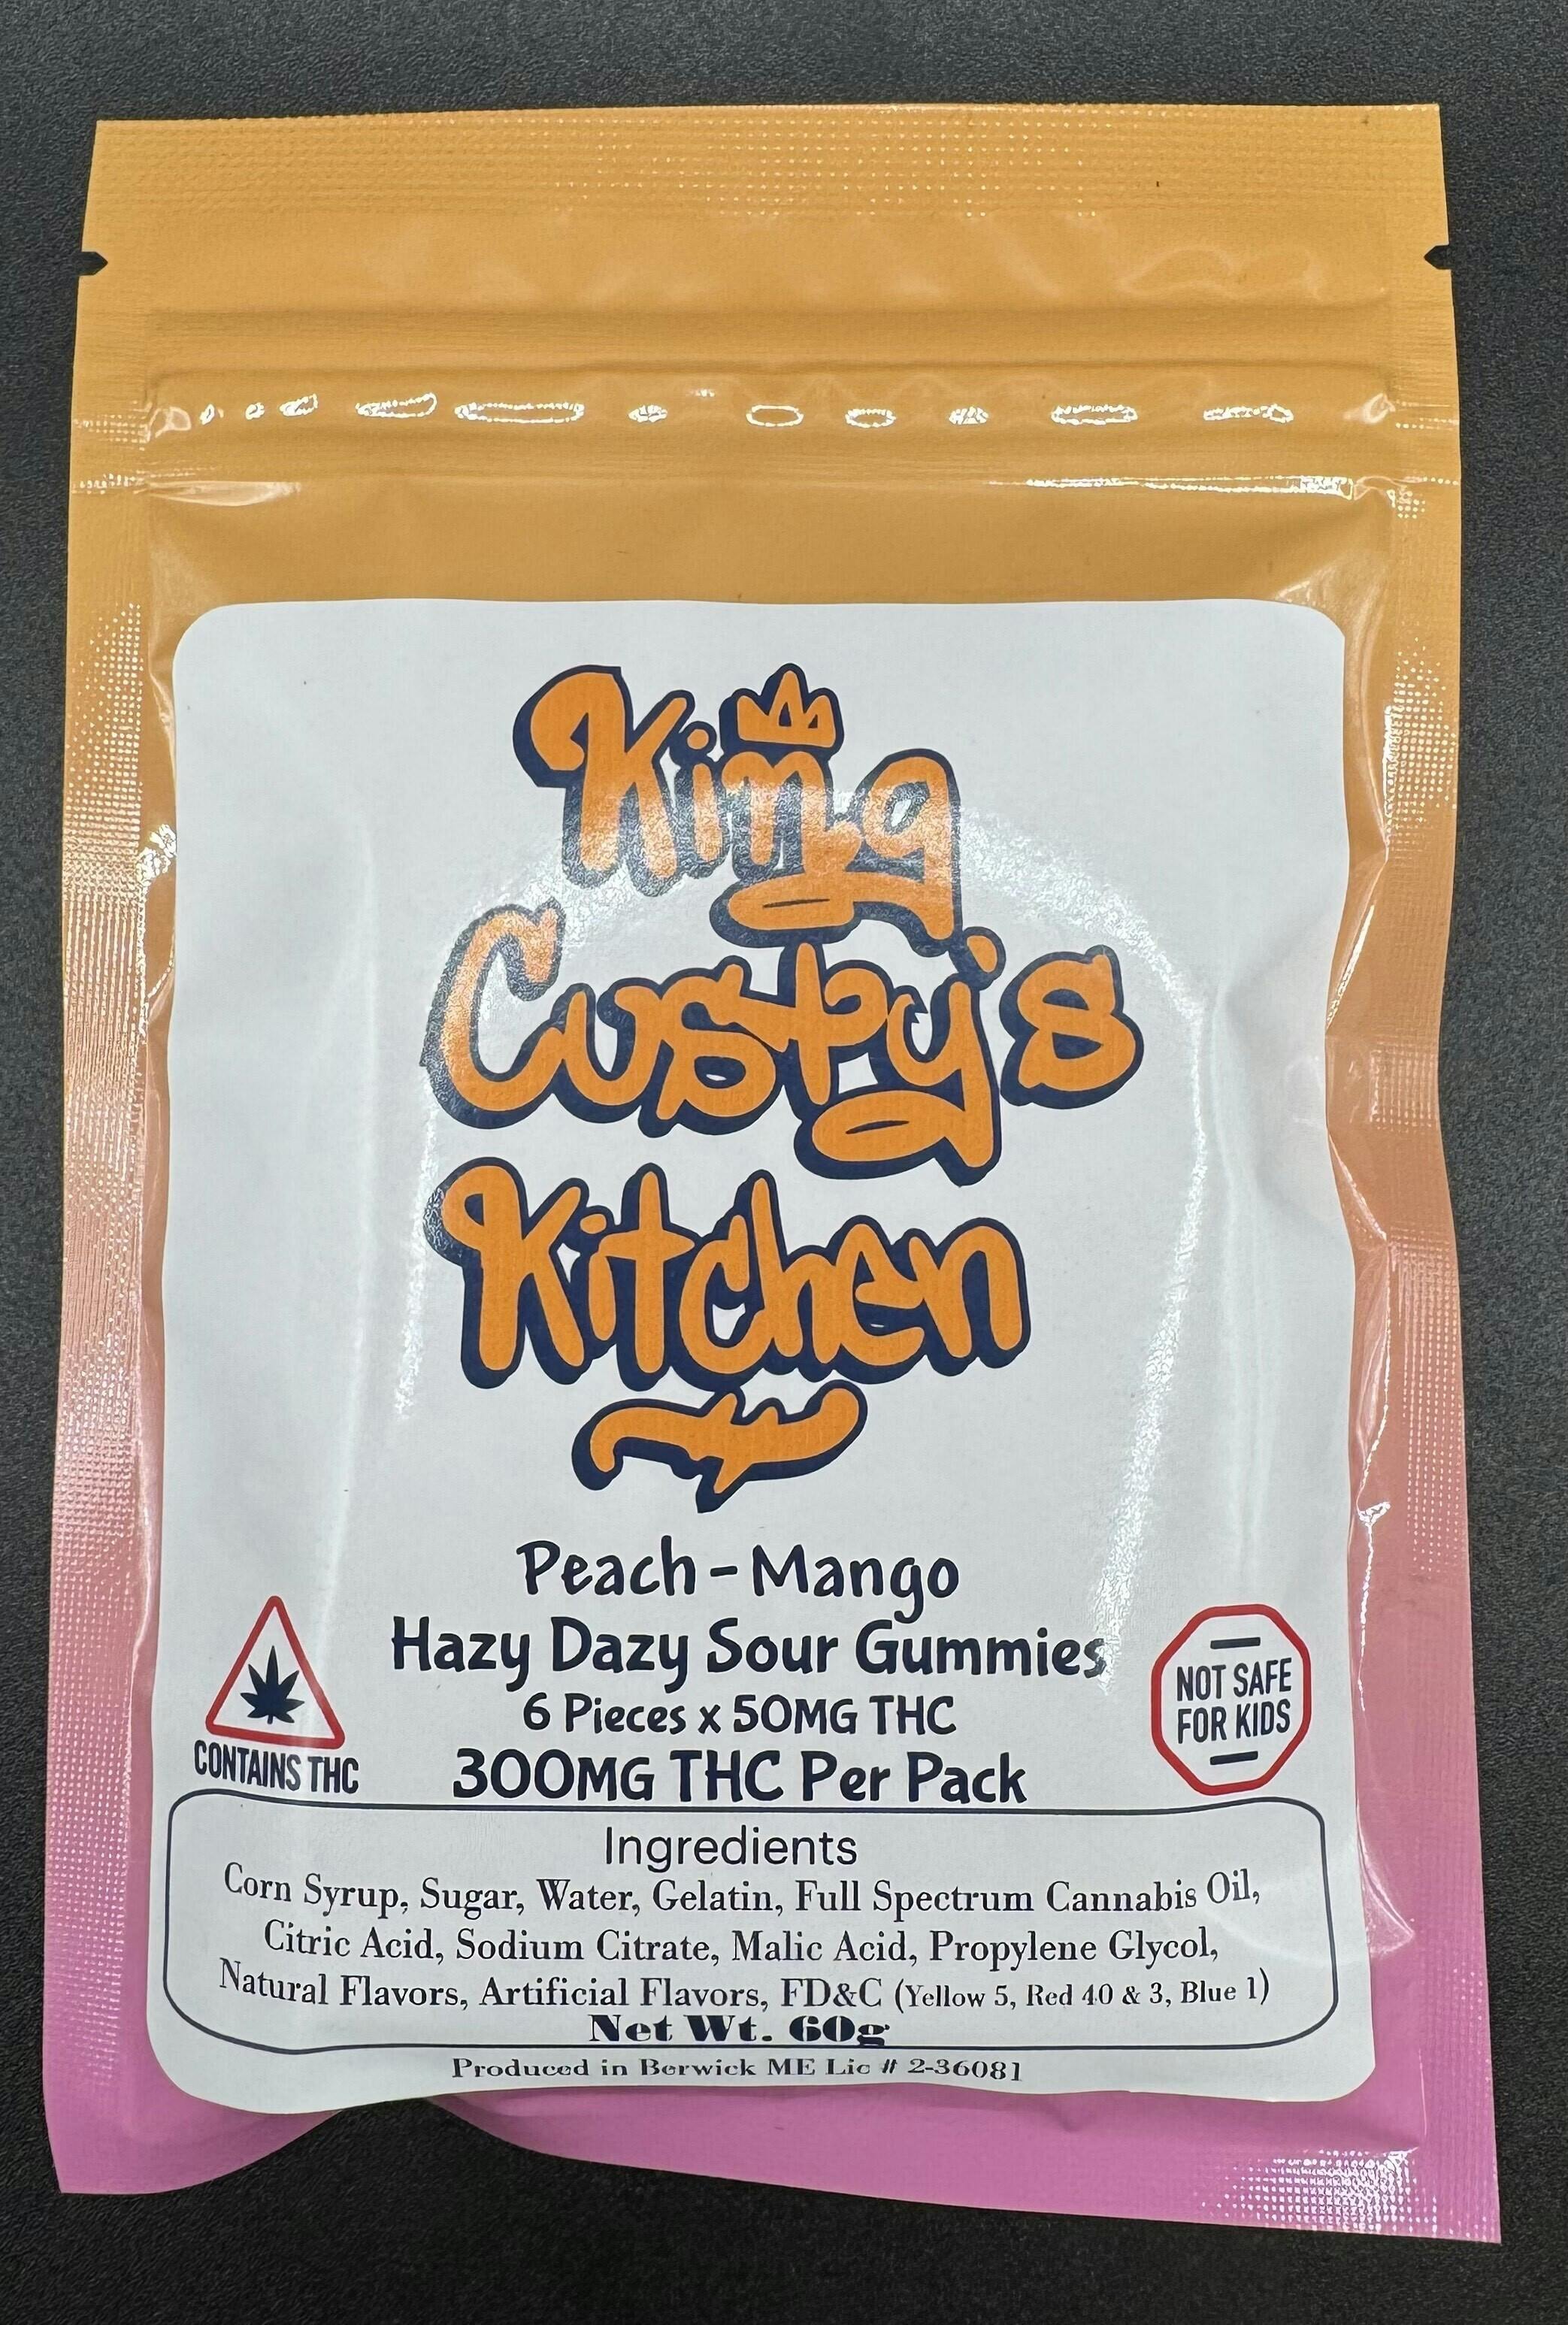 King
Custy's
Kitchen
Peach - Mango
Hazy Dazy Sour Gummies
6 Pieces x 50MG THC
300MG THC Per Pack
CONTAINS THC
NOT SAFE
FOR KIDS
Ingredients
Corn Syrup, Sugar, Water, Gelatin, Full Spectrum Cannabis Oil,
Citric Acid, Sodium Citrate, Malic Acid, Propylene Glycol,
Natural Flavors, Artificial Flavors, FD&C (Yellow 5, Red 40 & 3, Blue 1)
Net Wt. 60g
Produced in Berwick ME Lic # 2-36081